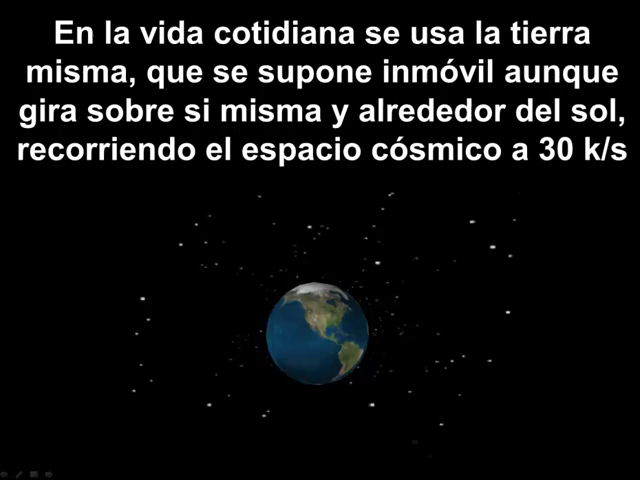 En la vida cotidiana se usa la tierra
misma, que se supone inmóvil aunque
gira sobre si misma y alrededor del sol,
recorriendo el espacio cósmico a 30 k/s